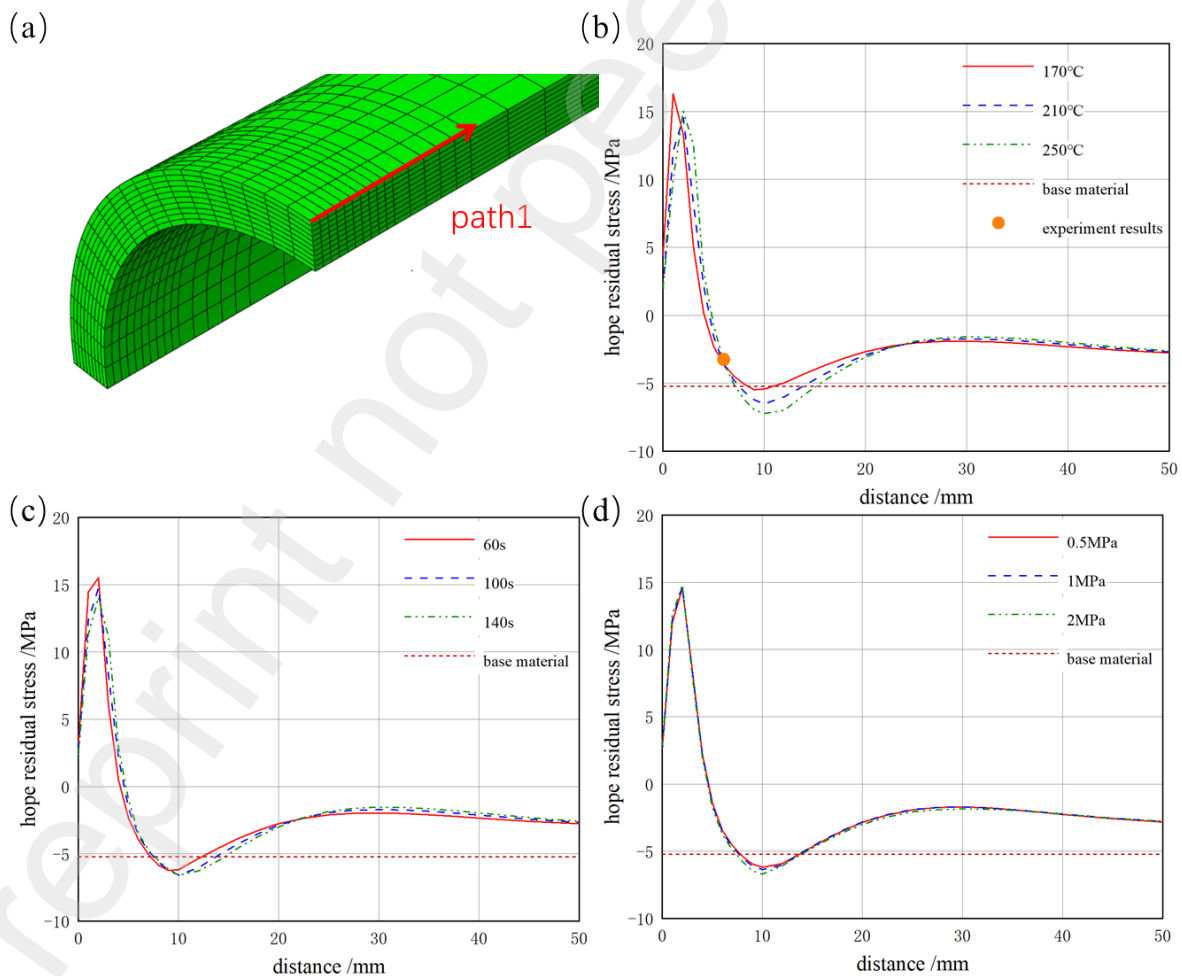 (a)
path1
(b)
20
15
10
5
0
−5
−10
0
10
20
30
40
50
hope residual stress /MPa
distance /mm
170°C
210°C
250°C
base material
experiment results
(c)
20
15
10
5
0
−5
−10
0
10
20
30
40
50
hope residual stress /MPa
distance /mm
60s
100s
140s
base material
(d)
20
15
10
5
0
−5
−10
0
10
20
30
40
50
hope residual stress /MPa
distance /mm
0.5MPa
1MPa
2MPa
base material
reprint not pee